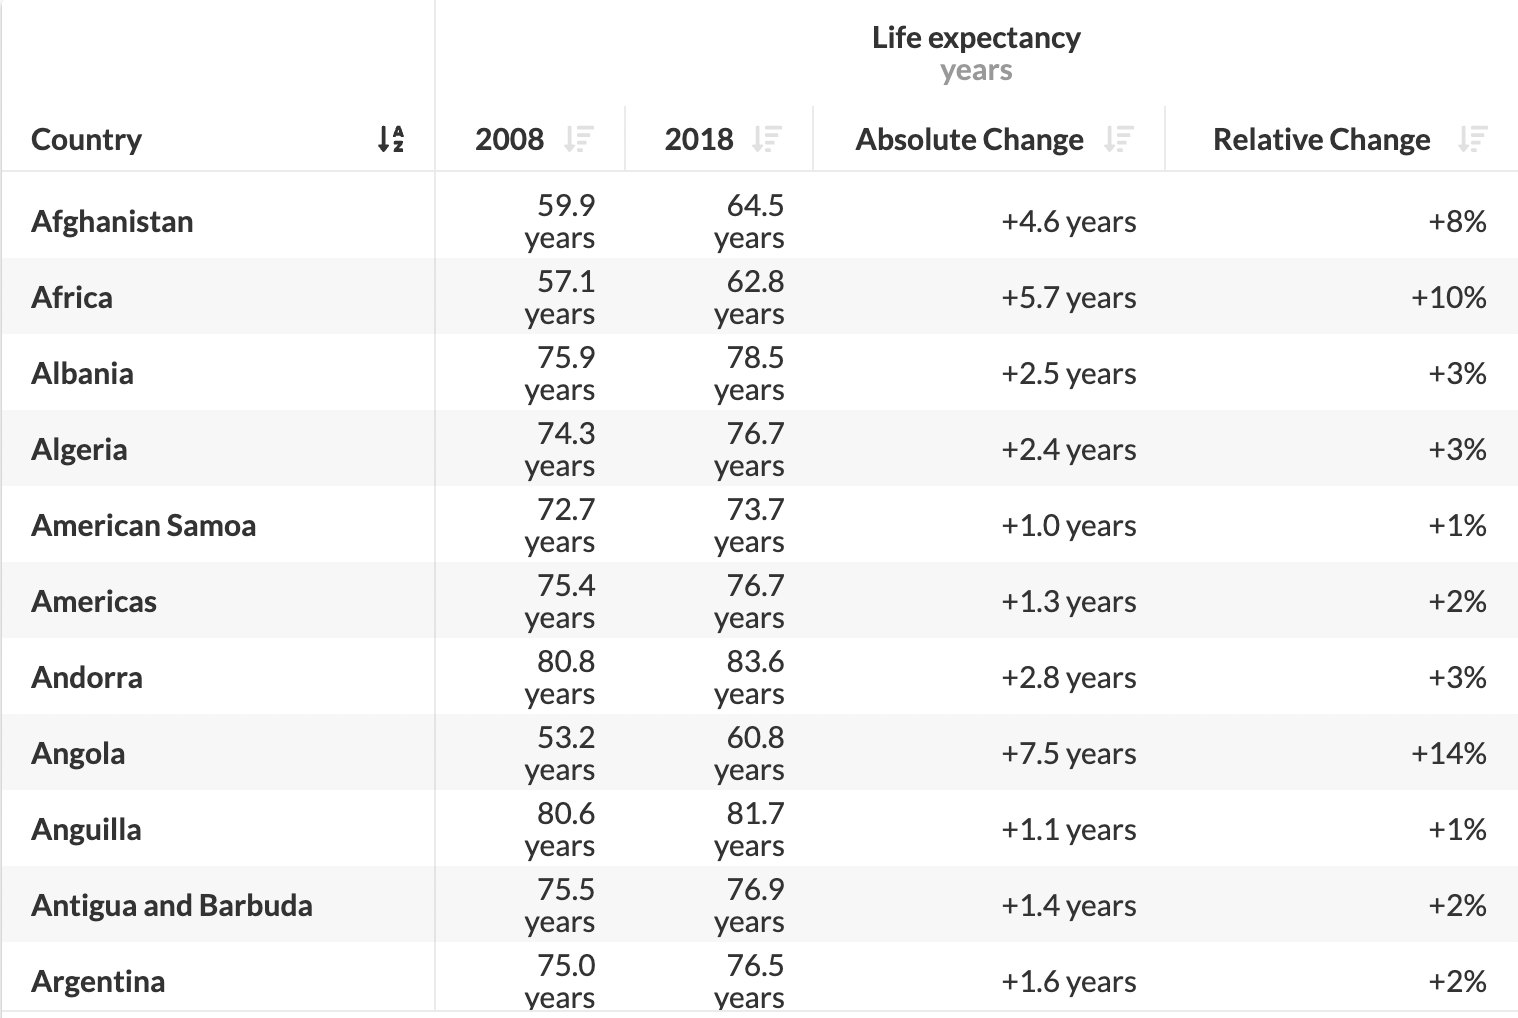 Life expectancy
years
Country 2008 2018 Absolute Change Relative Change
Afghanistan 59.9 years 64.5 years +4.6 years +8%
Africa 57.1 years 62.8 years +5.7 years +10%
Albania 75.9 years 78.5 years +2.5 years +3%
Algeria 74.3 years 76.7 years +2.4 years +3%
American Samoa 72.7 years 73.7 years +1.0 years +1%
Americas 75.4 years 76.7 years +1.3 years +2%
Andorra 80.8 years 83.6 years +2.8 years +3%
Angola 53.2 years 60.8 years +7.5 years +14%
Anguilla 80.6 years 81.7 years +1.1 years +1%
Antigua and Barbuda 75.5 years 76.9 years +1.4 years +2%
Argentina 75.0 years 76.5 years +1.6 years +2%